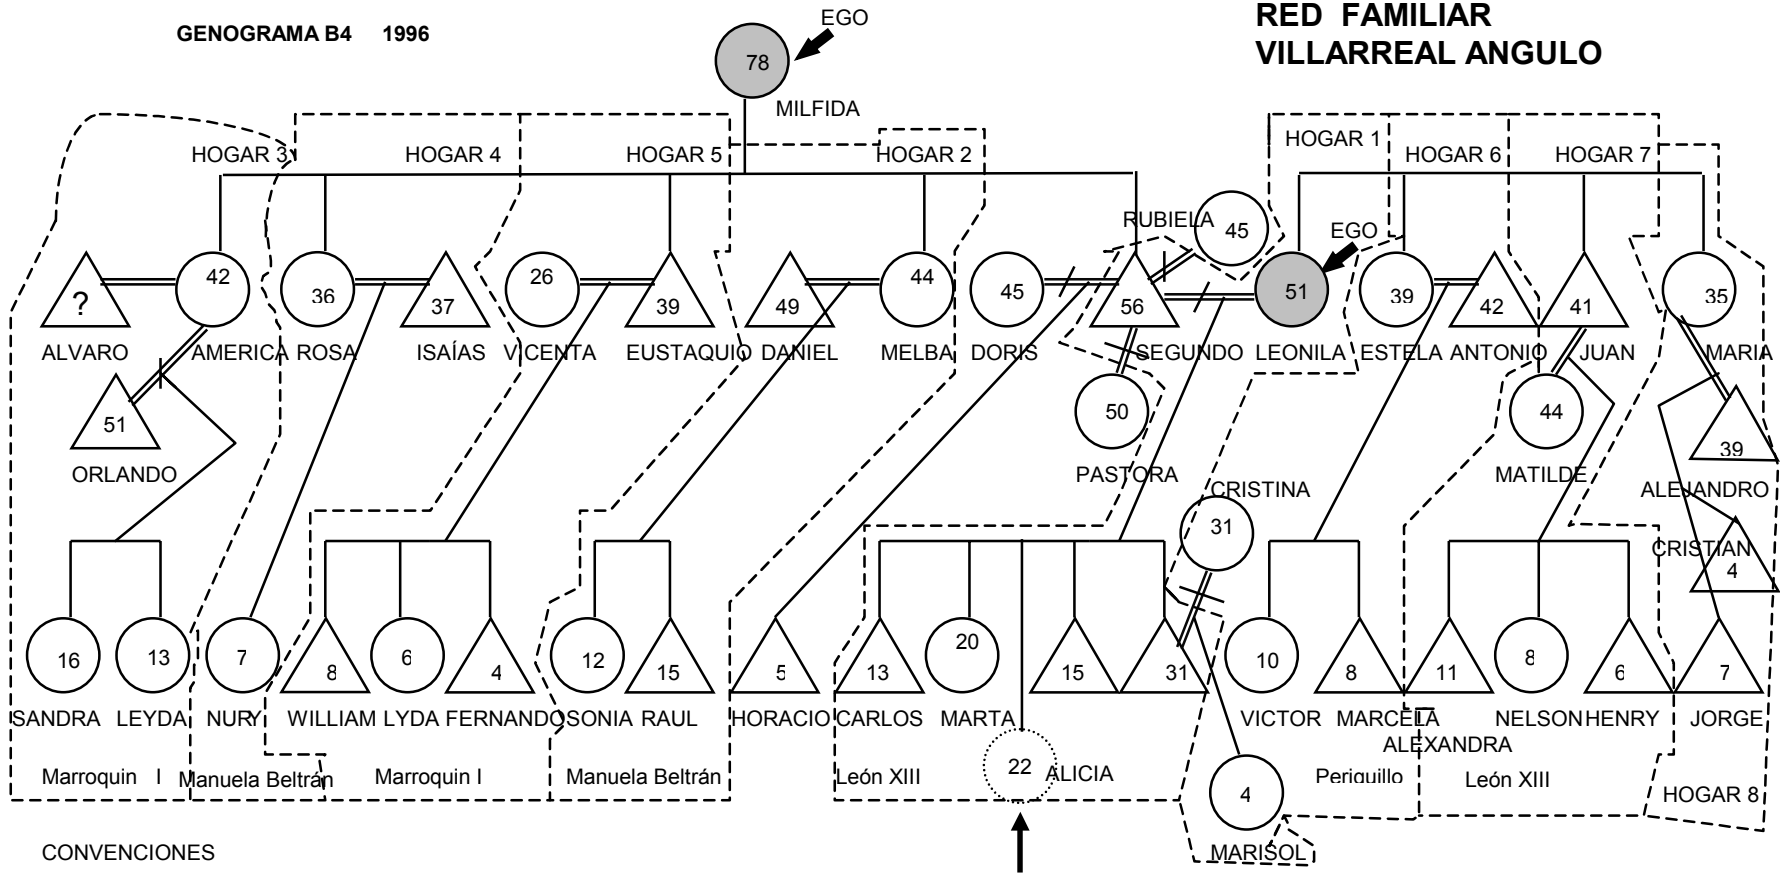 EGO
RED FAMILIAR
GENOGRAMA B4 1996
VILLARREAL ANGULO
78
MILFIDA
HOGAR 3 HOGAR 4 HOGAR 5 HOGAR 2 HOGAR 1 HOGAR 6 HOGAR 7
RUBIELA 45 EGO
? 42 36 37 26 39 49 44 45 56 51 39 42 41 35
ALVARO AMERICA ROSA ISAÍAS VICENTA EUSTAQUIO DANIEL MELBA DORIS SEGUNDO LEONILA ESTELA ANTONIO JUAN MARIA
51 50 44 39
ORLANDO PASTORA MATILDE ALEJANDRO
CRISTINA
31
CRISTIAN
4
16 13 7 8 6 4 12 15 5 13 20 15 31 10 8 11 8 6 7
SANDRA LEYDA NURY WILLIAM LYDA FERNANDO SONIA RAUL HORACIO CARLOS MARTA VICTOR MARCELA NELSON HENRY JORGE
ALEXANDRA
Marroquin I Manuela Beltrán Marroquin I Manuela Beltrán León XIII 22 ALICIA Periquillo León XIII
4 HOGAR 8
CONVENCIONES MARISOL